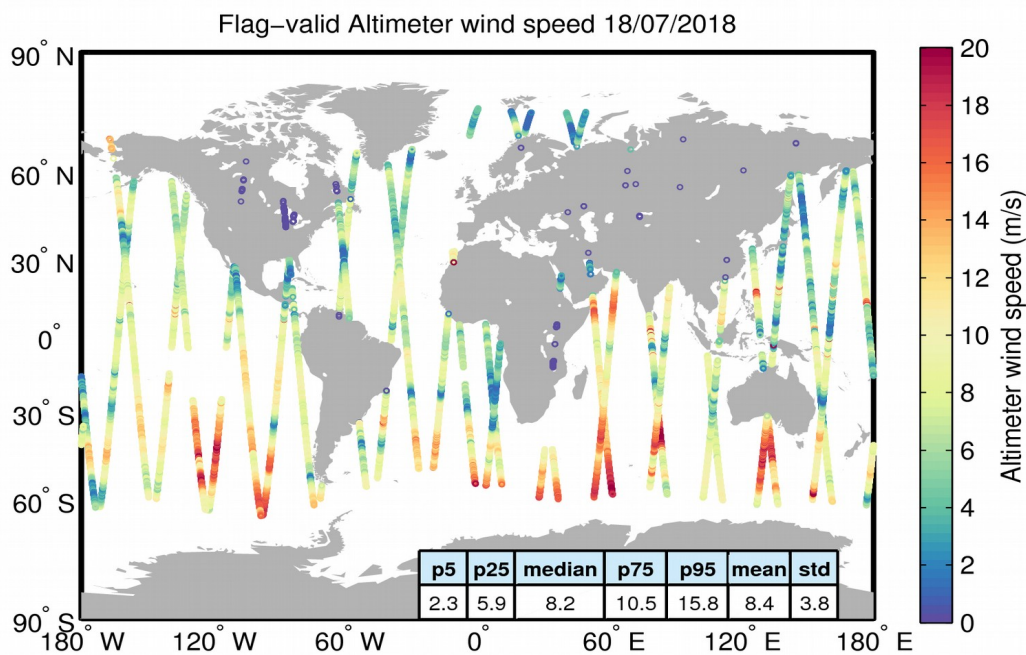 Flag−valid Altimeter wind speed 18/07/2018
90° N
60° N
30° N
0°
30° S
60° S
90° S
180° W
120° W
60° W
0°
60° E
120° E
180° E
p5 p25 median p75 p95 mean std
2.3 5.9 8.2 10.5 15.8 8.4 3.8
20
18
16
14
12
10
8
6
4
2
0
Altimeter wind speed (m/s)